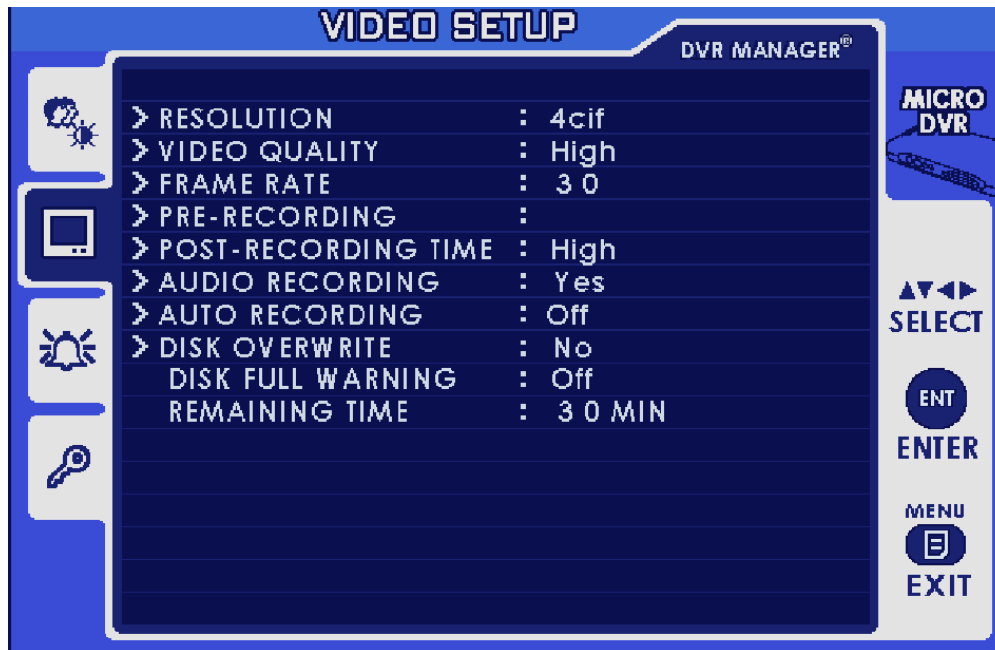 VIDEO SETUP
DVR MANAGER®
> RESOLUTION : 4cif
> VIDEO QUALITY : High
> FRAME RATE : 30
> PRE-RECORDING :
> POST-RECORDING TIME : High
> AUDIO RECORDING : Yes
> AUTO RECORDING : Off
> DISK OVERWRITE : No
DISK FULL WARNING : Off
REMAINING TIME : 30 MIN
MICRO
DVR
SELECT
ENT
ENTER
MENU
EXIT